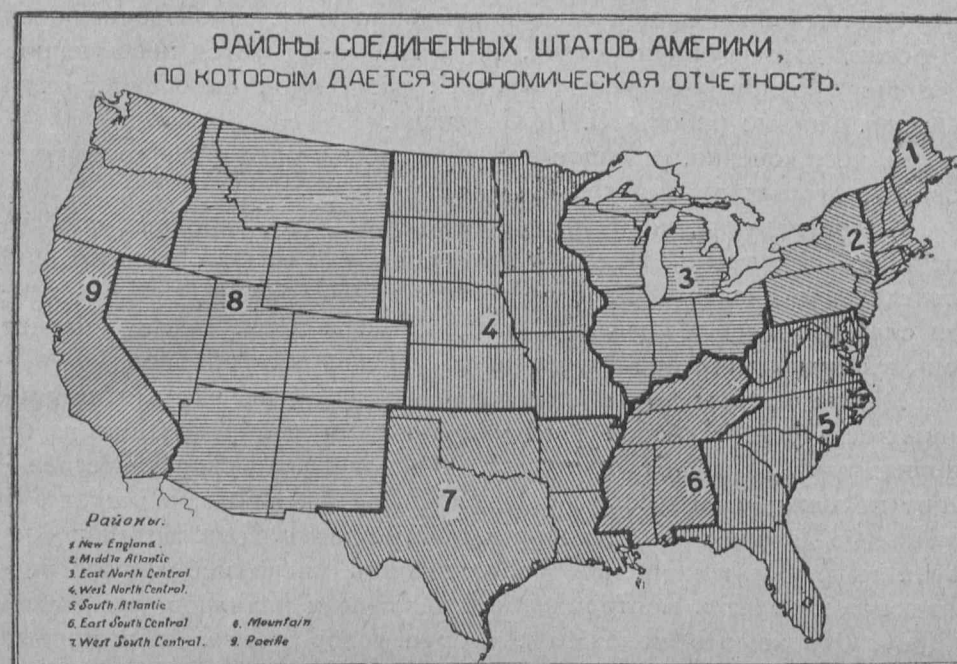 РАЙОНЫ СОЕДИНЕННЫХ ШТАТОВ АМЕРИКИ,
ПО КОТОРЫМ ДАЕТСЯ ЭКОНОМИЧЕСКАЯ ОТЧЕТНОСТЬ.
1
2
3
9
8
4
5
6
7
Районы.
1. New England.
2. Middle Atlantic
3 East North Central
4. West North Central.
5. South Atlantic
6. East South Central
7. West South Central.
8. Mountain
9. Pacific